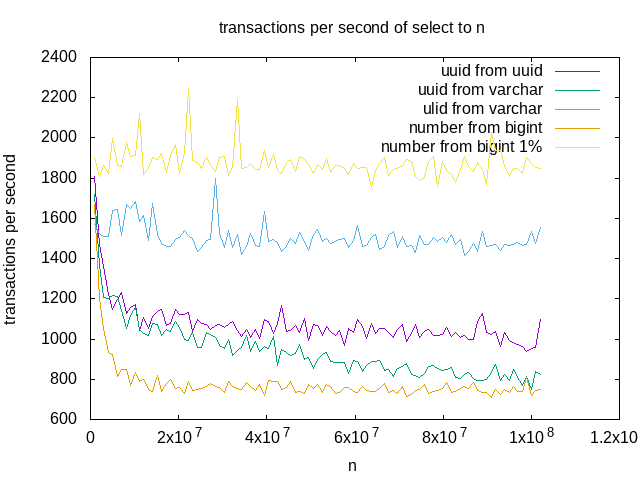 transactions per second of select to n
2400
2200
2000
1800
1600
1400
1200
1000
800
600
transactions per second
uuid from uuid
uuid from varchar
ulid from varchar
number from bigint
number from bigint 1%
0 2x10^7 4x10^7 6x10^7 8x10^7 1x10^8 1.2x10
n